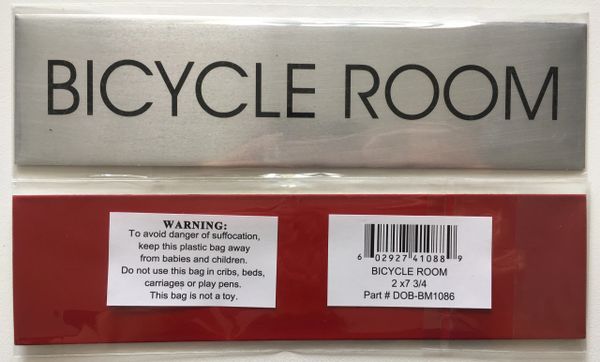 BICYCLE ROOM
WARNING:
To avoid danger of suffocation,
keep this plastic bag away
from babies and children.
Do not use this bag in cribs, beds,
carriages or play pens.
This bag is not a toy.
6 02927 41088 9
BICYCLE ROOM
2 x7 3/4
Part # DOB-BM1086